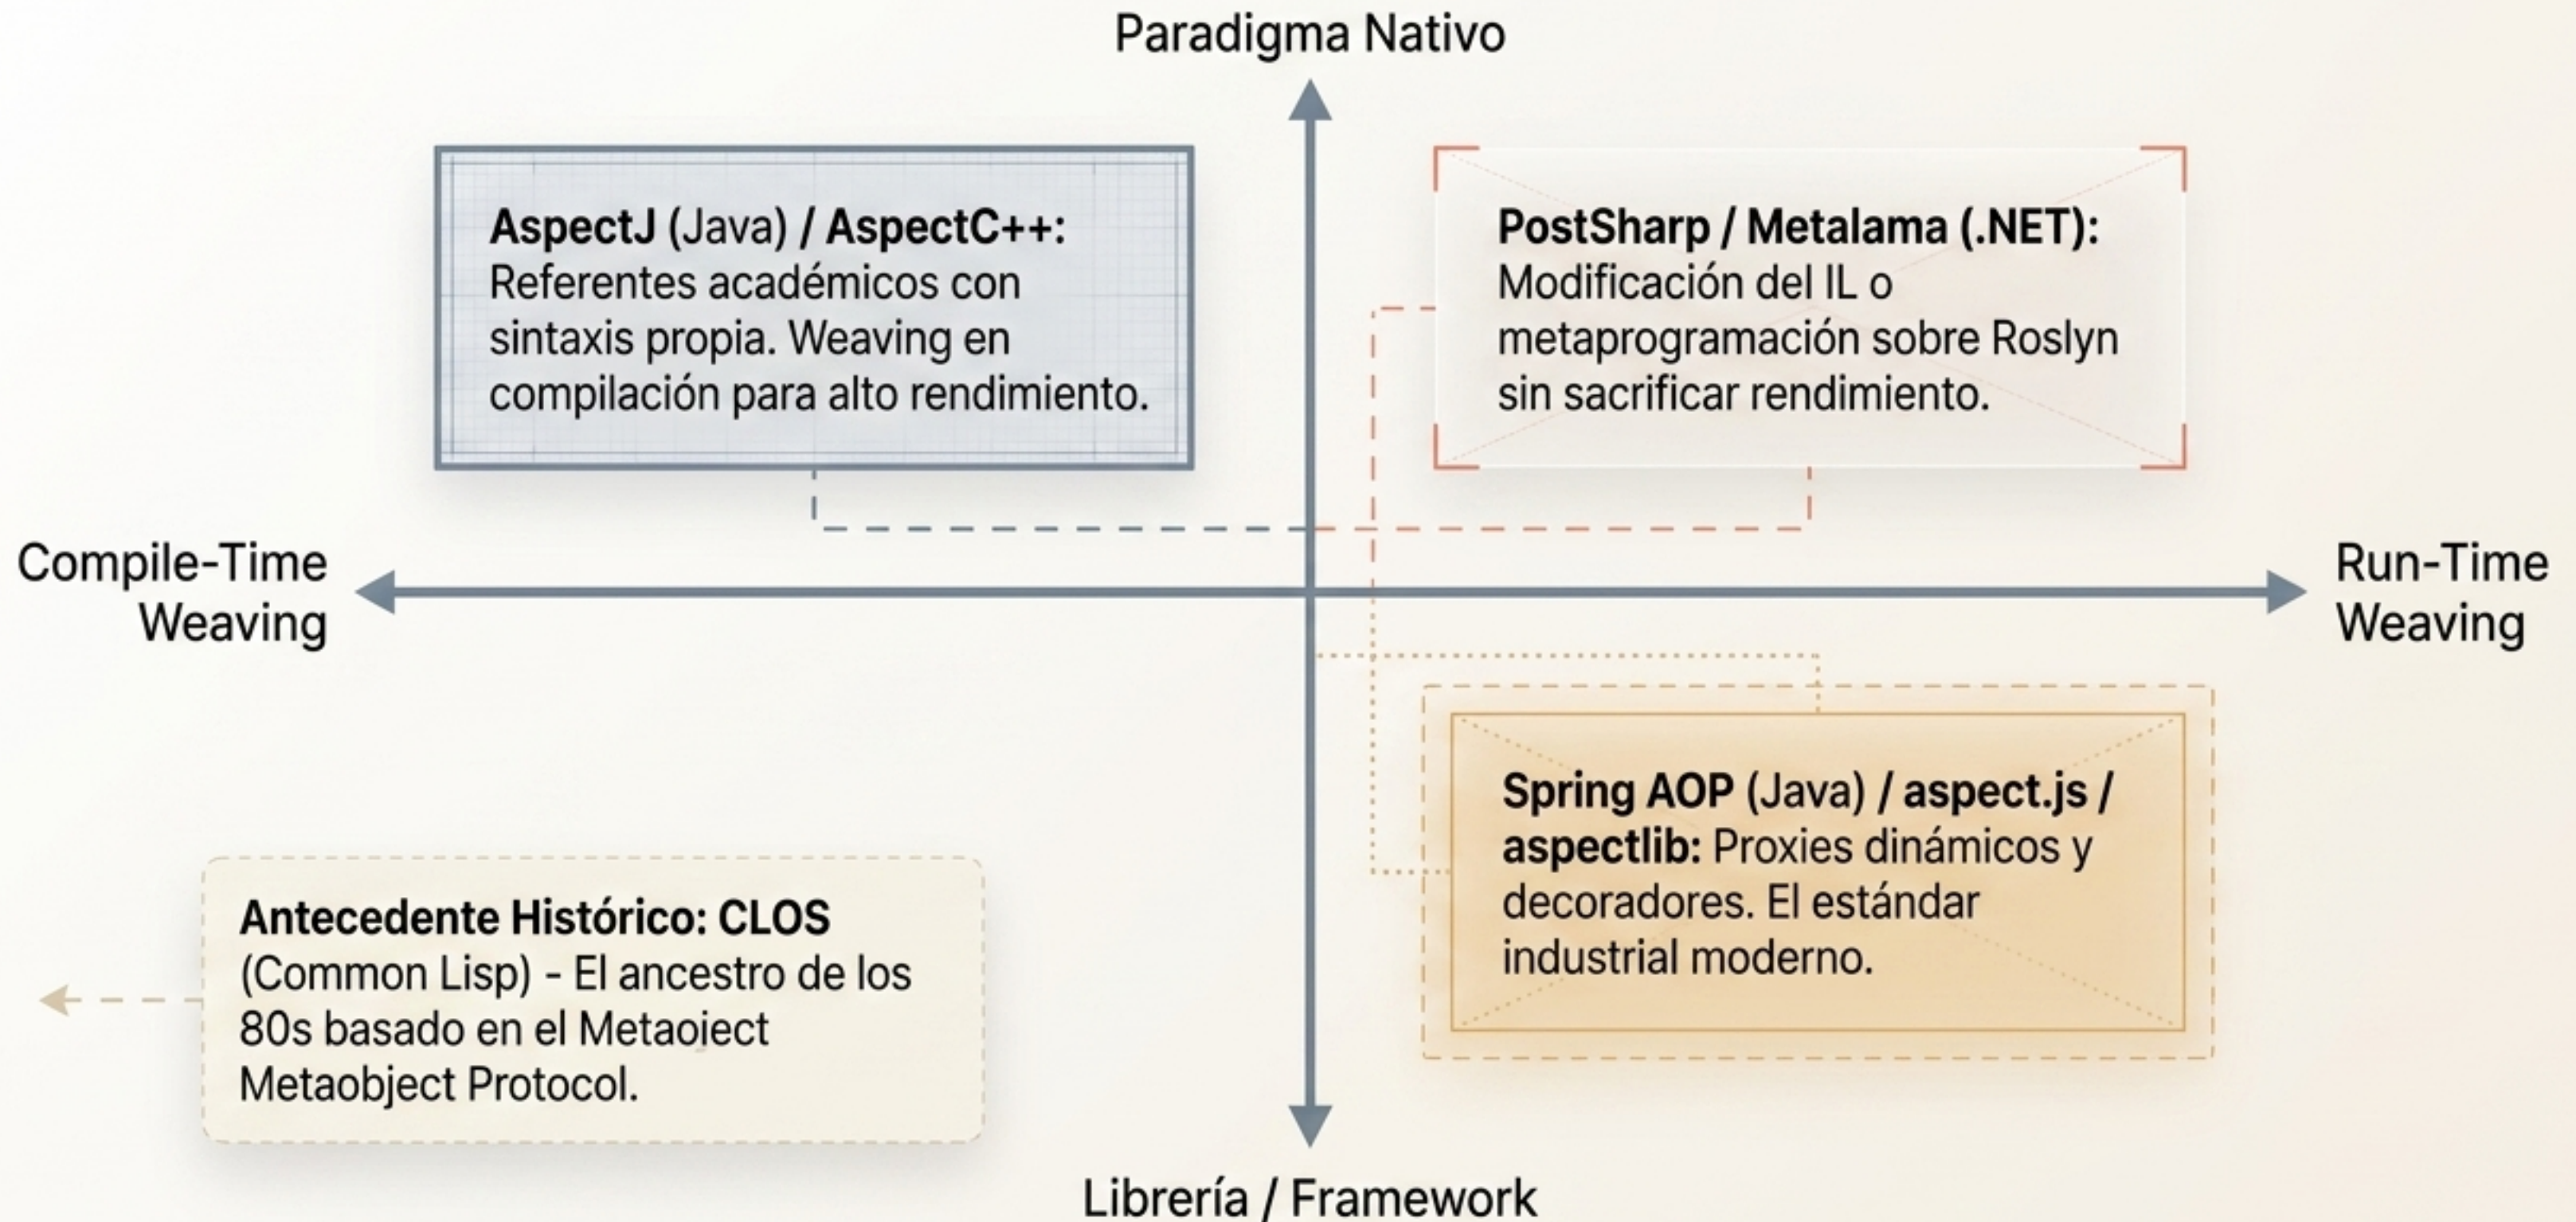 Paradigma Nativo
AspectJ (Java) / AspectC++:
Referentes académicos con
sintaxis propia. Weaving en
compilación para alto rendimiento.
PostSharp / Metalama (.NET):
Modificación del IL o
metaprogramación sobre Roslyn
sin sacrificar rendimiento.
Compile-Time
Weaving
Run-Time
Weaving
Spring AOP (Java) / aspect.js /
aspectlib: Proxies dinámicos y
decoradores. El estándar
industrial moderno.
Antecedente Histórico: CLOS
(Common Lisp) - El ancestro de los
80s basado en el Metaoject
Metaobject Protocol.
Librería / Framework